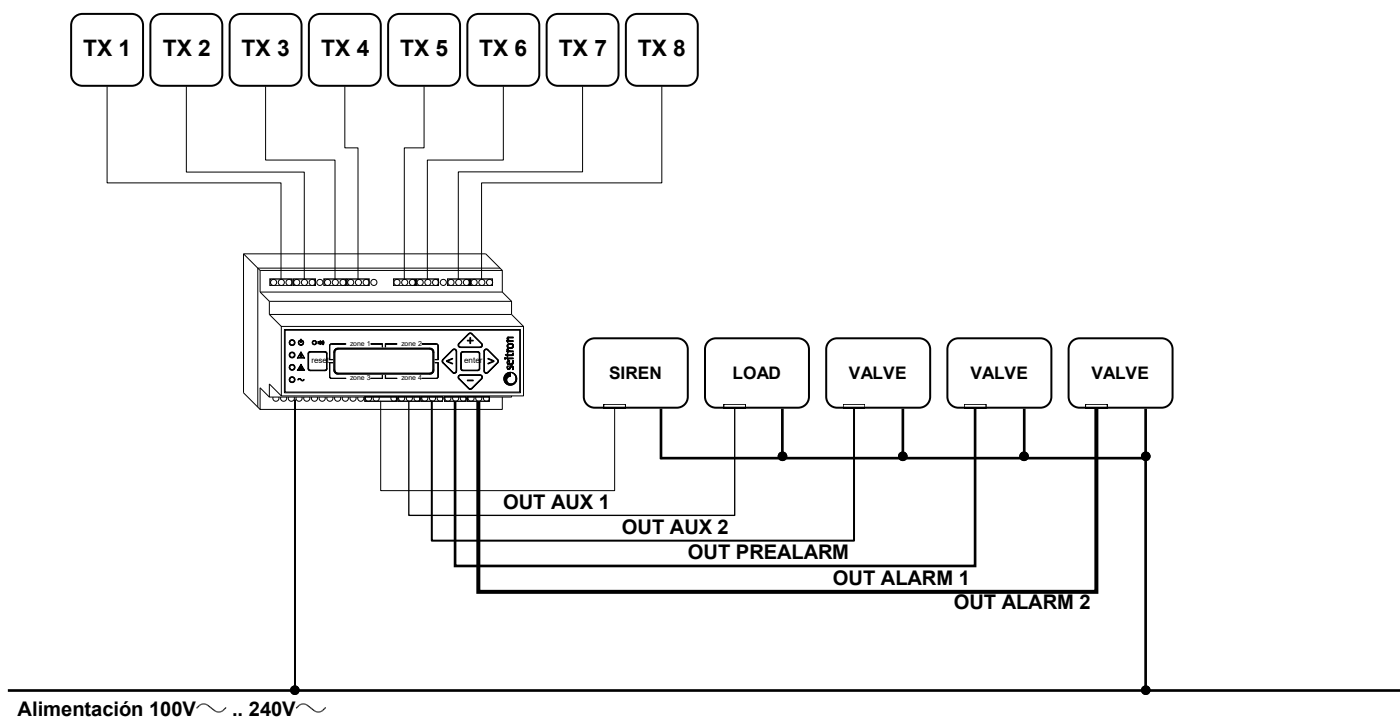 TX 1 TX 2 TX 3 TX 4 TX 5 TX 6 TX 7 TX 8
zone 1 zone 2
reset enter
zone 3 zone 4
seitron
SIREN LOAD VALVE VALVE VALVE
OUT AUX 1
OUT AUX 2
OUT PREALARM
OUT ALARM 1
OUT ALARM 2
Alimentación 100V~ .. 240V~